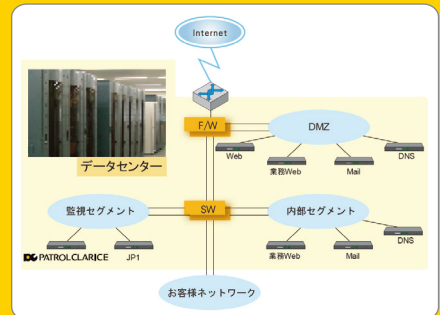 Internet
F/W
DMZ
Web
業務Web
Mail
DNS
データセンター
監視セグメント
SW
内部セグメント
PATROLCLARICE
JP1
業務Web
Mail
DNS
お客様ネットワーク